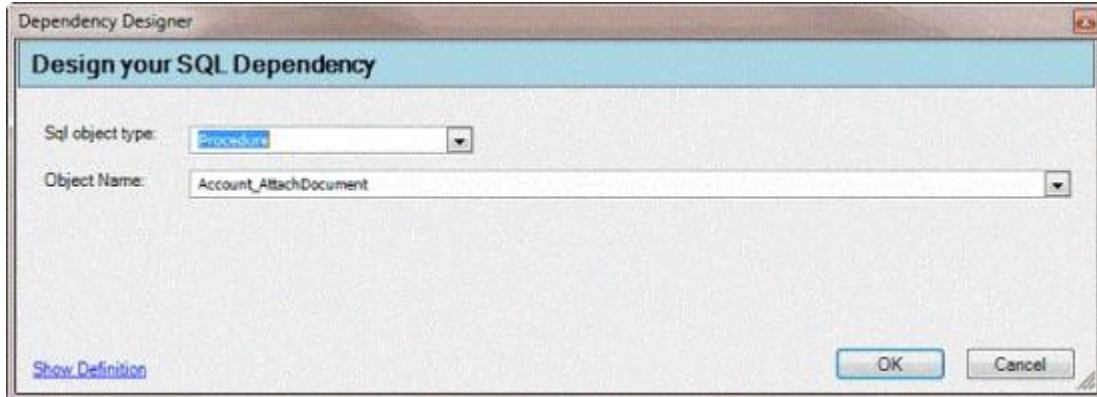 Dependency Designer
Design your SQL Dependency
Sql object type: Procedure
Object Name: Account_AttachDocument
Show Definition OK Cancel